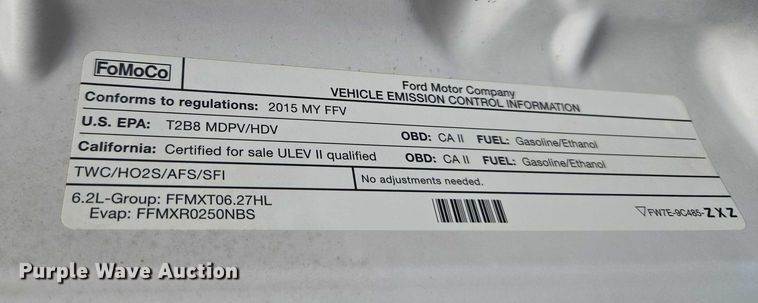 FoMoCo
Ford Motor Company
VEHICLE EMISSION CONTROL INFORMATION
Conforms to regulations: 2015 MY FFV
U.S. EPA: T2B8 MDPV/HDV OBD: CA II FUEL: Gasoline/Ethanol
California: Certified for sale ULEV II qualified OBD: CA II FUEL: Gasoline/Ethanol
TWC/HO2S/AFS/SFI No adjustments needed.
6.2L-Group: FFMXT06.27HL
Evap: FFMXR0250NBS
FW7E-9C485-ZXZ
Purple Wave Auction